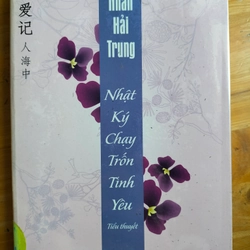 爱记
人海中
Nhân
Hải
Trung
Nhật
Ký
Chạy
Trốn
Tình
Yêu
Tiểu thuyết